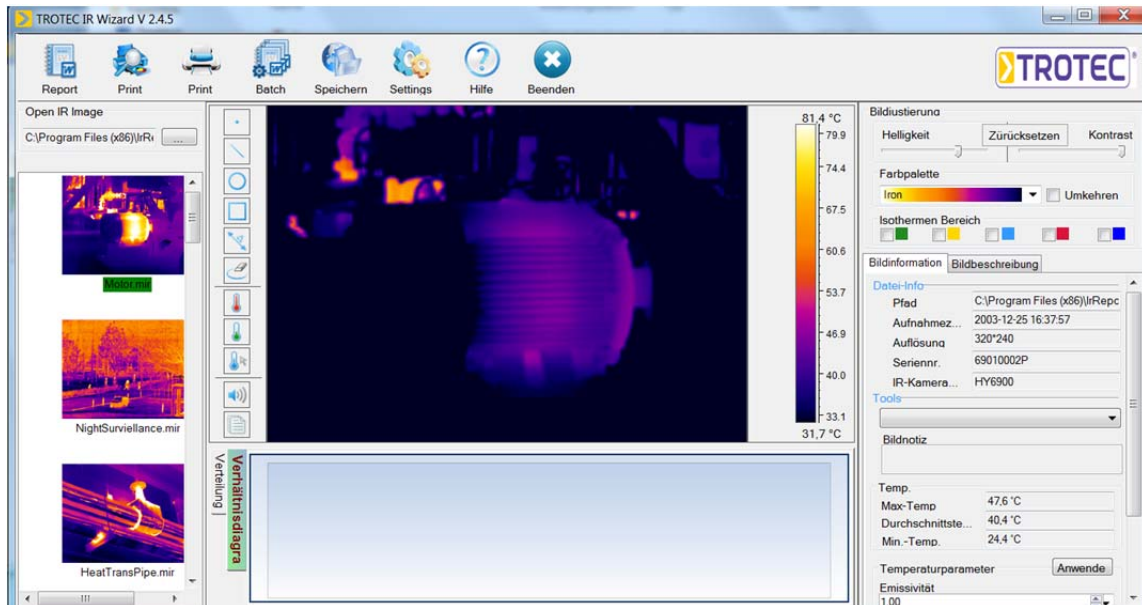 TROTEC IR Wizard V 2.4.5
Report Print Print Batch Speichern Settings Hilfe Beenden
TROTEC
Open IR Image
C:\Program Files (x86)\IrRe
...
Motor.mir
NightSurviellance.mir
HeatTransPipe.mir
81,4 °C
79.9
74.4
67.5
60.6
53.7
46.9
40.0
33.1
31,7 °C
Verhältnisdiagra
Verteilung
Bildjustierung
Helligkeit Zurücksetzen Kontrast
Farbpalette
Iron Umkehren
Isothermen Bereich
Bildinformation Bildbeschreibung
Datei-Info
Pfad C:\Program Files (x86)\IrRepc
Aufnahmez... 2003-12-25 16:37:57
Auflösung 320*240
Seriennr. 69010002P
IR-Kamera... HY6900
Tools
Bildnotiz
Temp.
Max-Temp 47,6 °C
Durchschnittste... 40,4 °C
Min.-Temp. 24,4 °C
Temperaturparameter Anwende
Emissivität
1.00